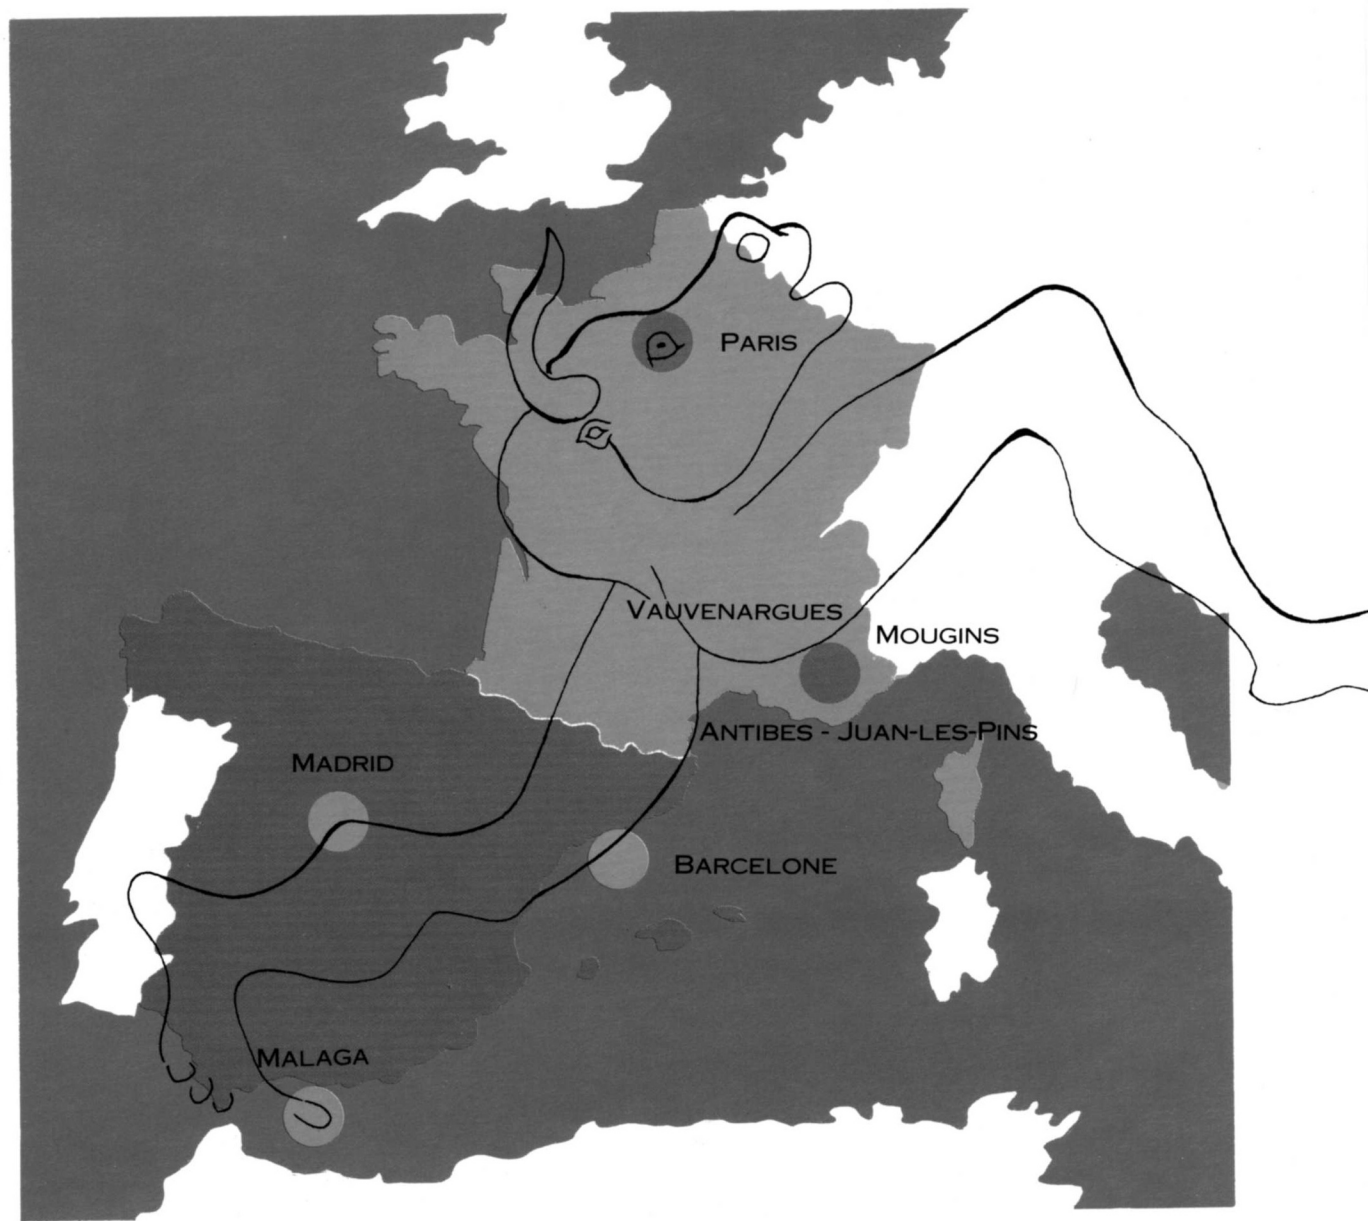 PARIS
VAUVENARGUES
MOUGINS
ANTIBES - JUAN-LES-PINS
MADRID
BARCELONE
MALAGA